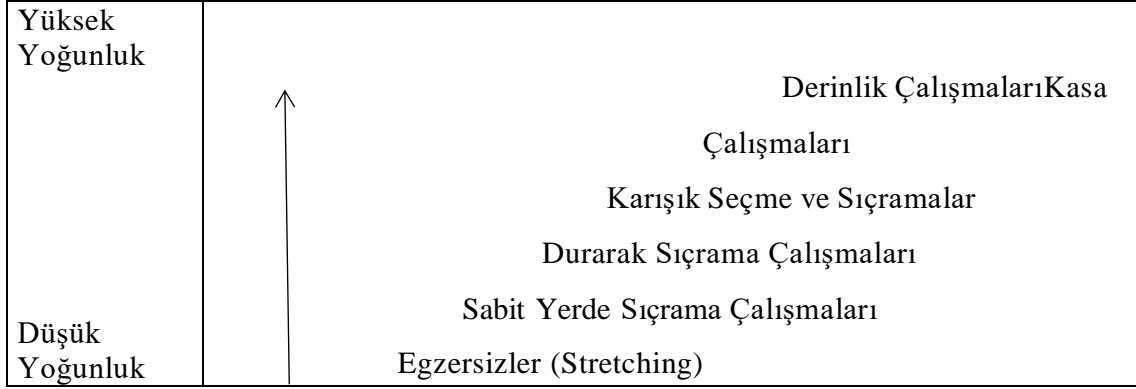 Yüksek
Yoğunluk
Derinlik ÇalışmalarıKasa
Çalışmaları
Karışık Seçme ve Sıçramalar
Durarak Sıçrama Çalışmaları
Sabit Yerde Sıçrama Çalışmaları
Düşük
Yoğunluk
Egzersizler (Stretching)